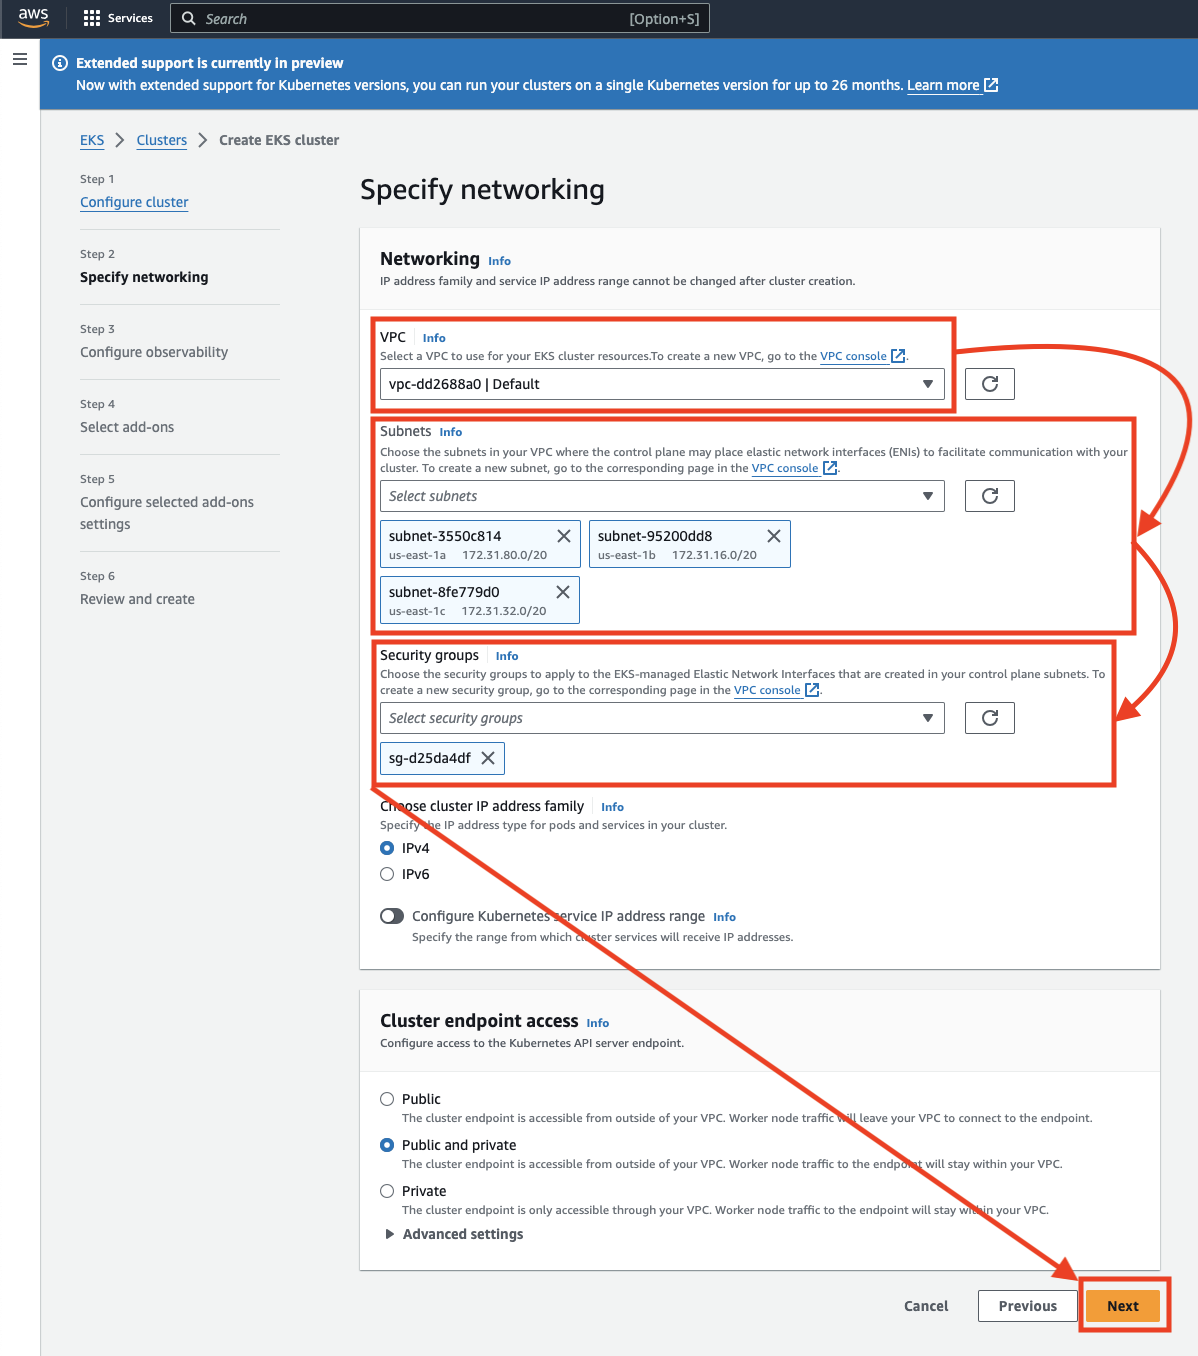 aws
Services
Search
[Option+S]
Extended support is currently in preview
Now with extended support for Kubernetes versions, you can run your clusters on a single Kubernetes version for up to 26 months. Learn more
EKS
Clusters
Create EKS cluster
Step 1
Configure cluster
Step 2
Specify networking
Step 3
Configure observability
Step 4
Select add-ons
Step 5
Configure selected add-ons
settings
Step 6
Review and create
Specify networking
Networking Info
IP address family and service IP address range cannot be changed after cluster creation.
VPC Info
Select a VPC to use for your EKS cluster resources.To create a new VPC, go to the VPC console.
vpc-dd2688a0 | Default
Subnets Info
Choose the subnets in your VPC where the control plane may place elastic network interfaces (ENIs) to facilitate communication with your
cluster. To create a new subnet, go to the corresponding page in the VPC console.
Select subnets
subnet-3550c814
us-east-1a 172.31.80.0/20
subnet-95200dd8
us-east-1b 172.31.16.0/20
subnet-8fe779d0
us-east-1c 172.31.32.0/20
Security groups Info
Choose the security groups to apply to the EKS-managed Elastic Network Interfaces that are created in your control plane subnets. To
create a new security group, go to the corresponding page in the VPC console.
Select security groups
sg-d25da4df
Choose cluster IP address family Info
Specify the IP address type for pods and services in your cluster.
IPv4
IPv6
Configure Kubernetes service IP address range Info
Specify the range from which cluster services will receive IP addresses.
Cluster endpoint access Info
Configure access to the Kubernetes API server endpoint.
Public
The cluster endpoint is accessible from outside of your VPC. Worker node traffic will leave your VPC to connect to the endpoint.
Public and private
The cluster endpoint is accessible from outside of your VPC. Worker node traffic to the endpoint will stay within your VPC.
Private
The cluster endpoint is only accessible through your VPC. Worker node traffic to the endpoint will stay within your VPC.
Advanced settings
Cancel
Previous
Next